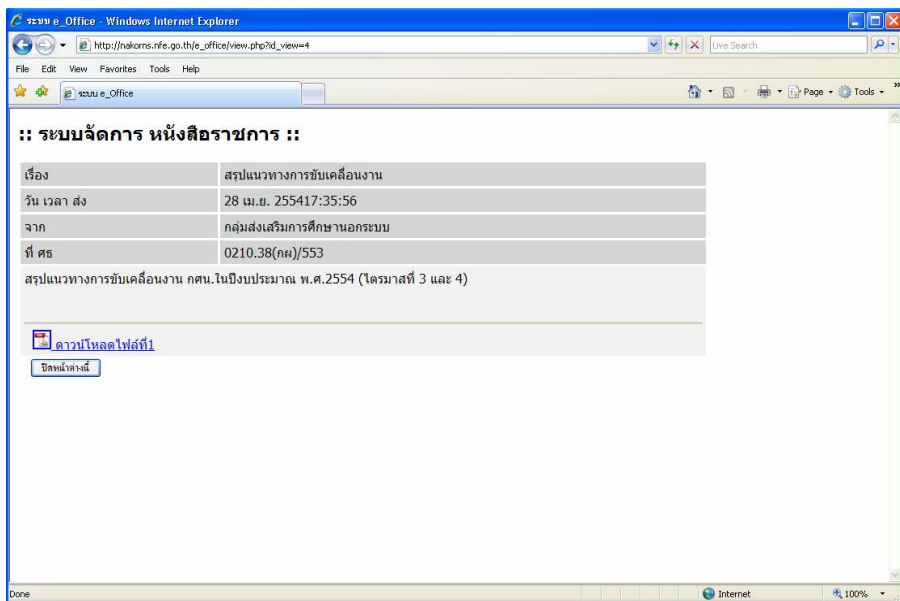 ระบบ e_Office - Windows Internet Explorer
http://nakorns.nfe.go.th/e_office/view.php?id_view=4
Live Search
File Edit View Favorites Tools Help
ระบบ e_Office
Page Tools
:: ระบบจัดการ หนังสือราชการ ::
เรื่อง สรุปแนวทางการขับเคลื่อนงาน
วัน เวลา ส่ง 28 เม.ย. 255417:35:56
จาก กลุ่มส่งเสริมการศึกษานอกระบบ
ที่ ศธ 0210.38(กผ)/553
สรุปแนวทางการขับเคลื่อนงาน กศน.ในปีงบประมาณ พ.ศ.2554 (ไตรมาสที่ 3 และ 4)
ดาวน์โหลดไฟล์ที่1
ปิดหน้าต่างนี้
Done Internet 100%